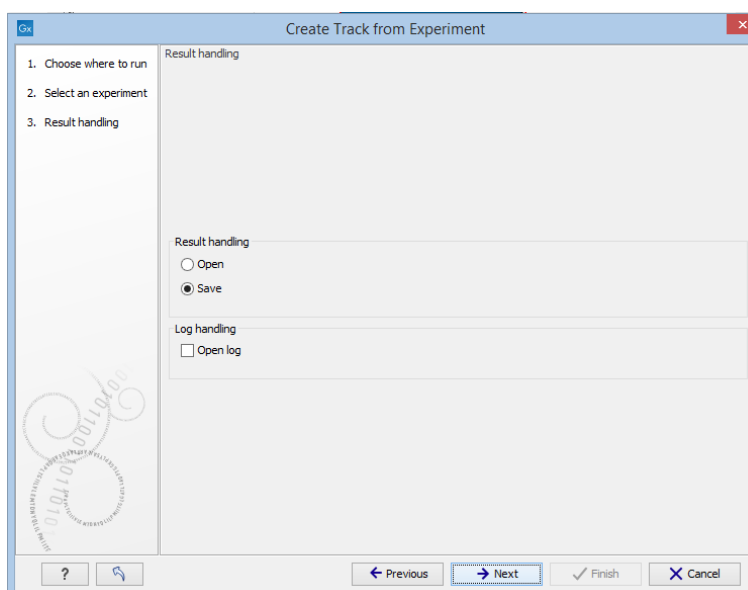 Gx
Create Track from Experiment
1. Choose where to run
2. Select an experiment
3. Result handling
Result handling
Result handling
Open
Save
Log handling
Open log
?
Previous
Next
Finish
Cancel